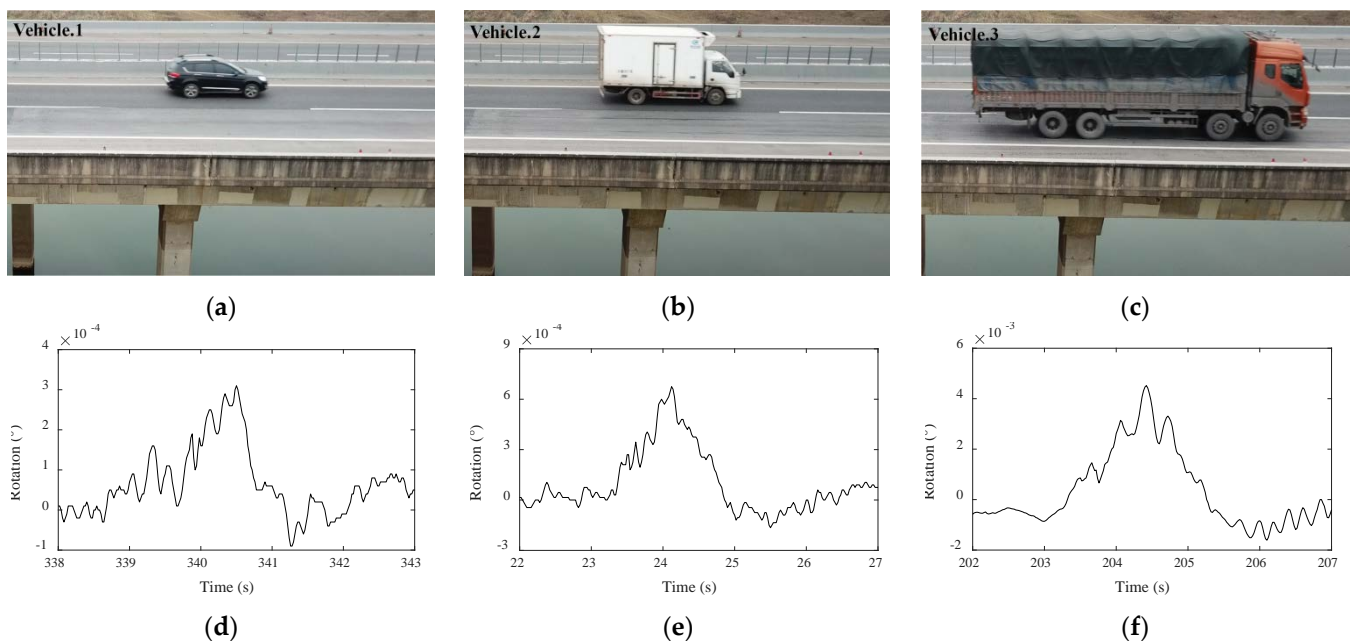 Vehicle.1
Vehicle.2
Vehicle.3
(a)
(b)
(c)
× 10 -4
4
3
2
1
0
-1
Rotation (°)
338
339
340
341
342
343
Time (s)
(d)
× 10 -4
9
6
3
0
-3
Rotation (°)
22
23
24
25
26
27
Time (s)
(e)
× 10 -3
6
4
2
0
-2
Rotation (°)
202
203
204
205
206
207
Time (s)
(f)